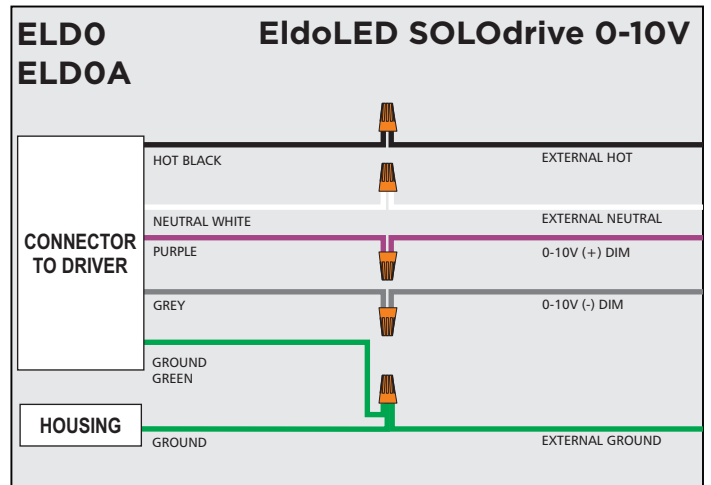 ELD0 EldoLED SOLOdrive 0-10V
ELD0A
HOT BLACK EXTERNAL HOT
NEUTRAL WHITE EXTERNAL NEUTRAL
CONNECTOR
TO DRIVER
PURPLE 0-10V (+) DIM
GREY 0-10V (-) DIM
GROUND
GREEN
HOUSING
GROUND EXTERNAL GROUND